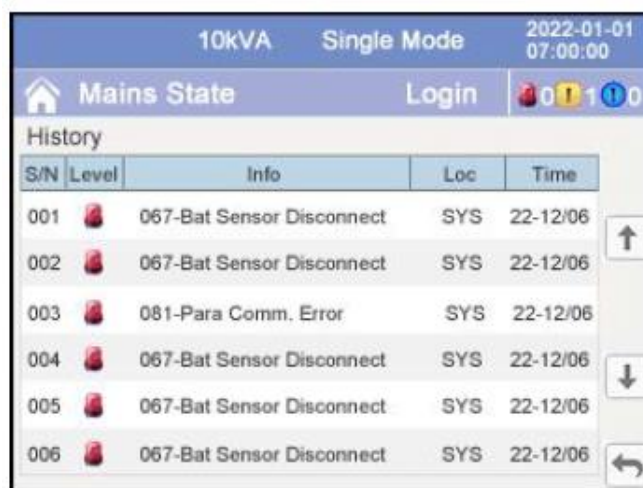 10kVA Single Mode 2022-01-01
07:00:00
Mains State Login 0 ! 1 ! 0
History
S/N Level Info Loc Time
001 067-Bat Sensor Disconnect SYS 22-12/06
002 067-Bat Sensor Disconnect SYS 22-12/06
003 081-Para Comm. Error SYS 22-12/06
004 067-Bat Sensor Disconnect SYS 22-12/06
005 067-Bat Sensor Disconnect SYS 22-12/06
006 067-Bat Sensor Disconnect SYS 22-12/06